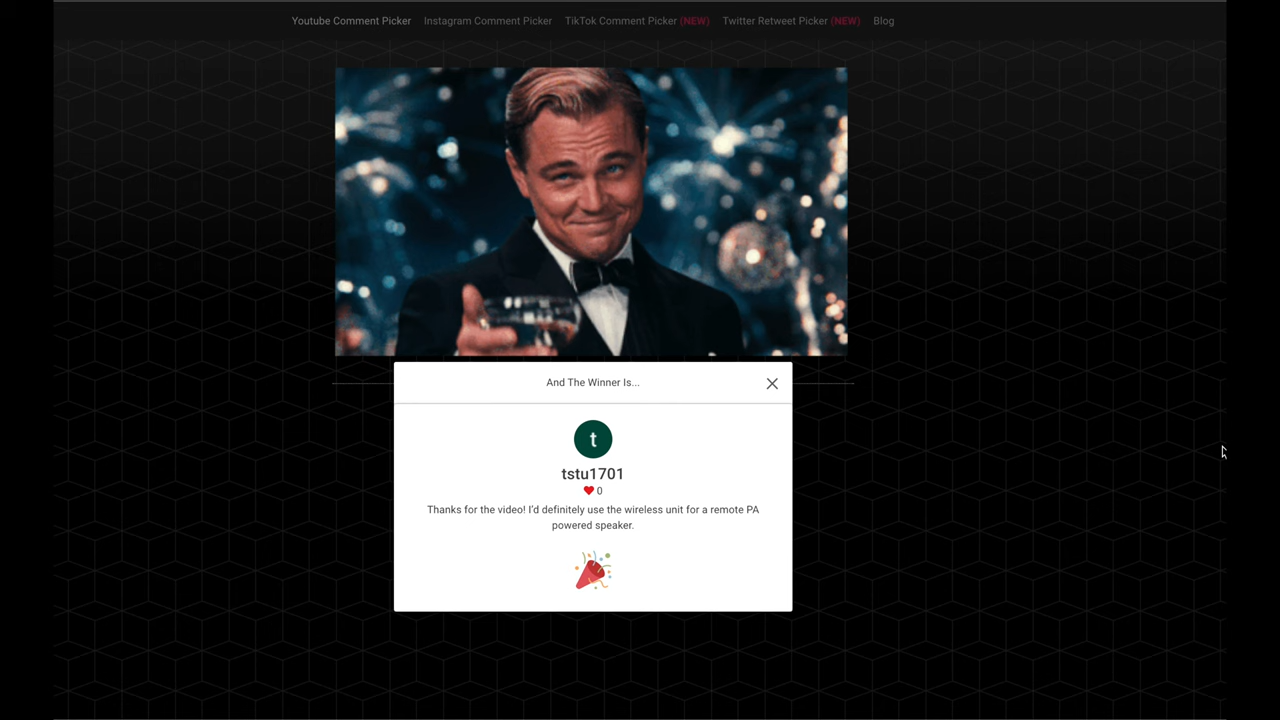 Youtube Comment Picker Instagram Comment Picker TikTok Comment Picker (NEW) Twitter Retweet Picker (NEW) Blog
And The Winner Is...
t
tstu1701
0
Thanks for the video! I'd definitely use the wireless unit for a remote PA
powered speaker.